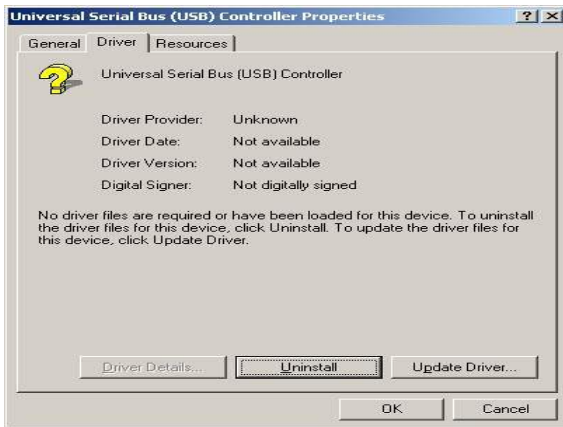 Universal Serial Bus (USB) Controller Properties
General Driver Resources
Universal Serial Bus (USB) Controller
Driver Provider: Unknown
Driver Date: Not available
Driver Version: Not available
Digital Signer: Not digitally signed
No driver files are required or have been loaded for this device. To uninstall
the driver files for this device, click Uninstall. To update the driver files for
this device, click Update Driver.
Driver Details... Uninstall Update Driver...
OK Cancel